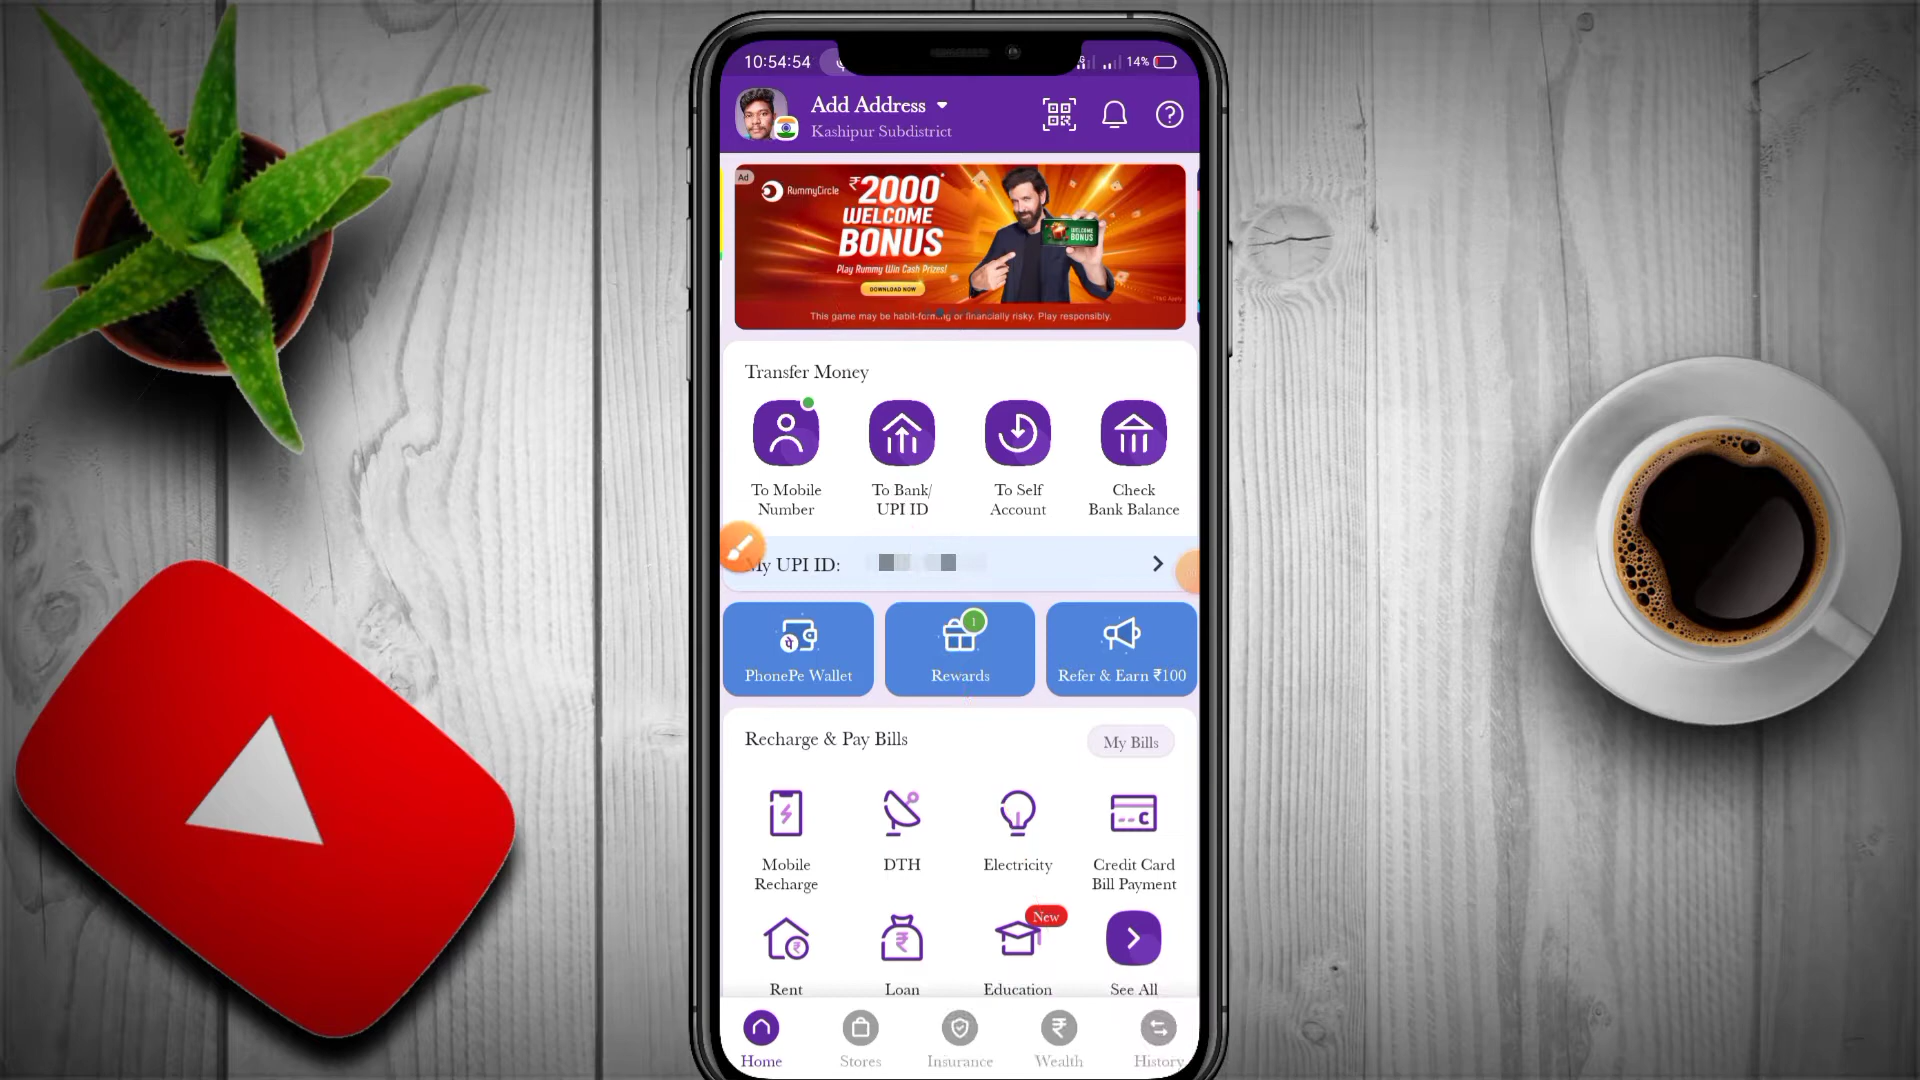 10:54:54
14%
Add Address
Kashipur Subdistrict
Ad
RummyCircle
₹2000*
WELCOME
BONUS
Play Rummy Win Cash Prizes!
DOWNLOAD NOW
WELCOME
BONUS
This game may be habit-forming or financially risky. Play responsibly.
Transfer Money
To Mobile
Number
To Bank/
UPI ID
To Self
Account
Check
Bank Balance
My UPI ID:
पे
1
PhonePe Wallet
Rewards
Refer & Earn ₹100
Recharge & Pay Bills
My Bills
Mobile
Recharge
DTH
Electricity
Credit Card
Bill Payment
New
Rent
Loan
Education
See All
Home
Stores
Insurance
Wealth
History